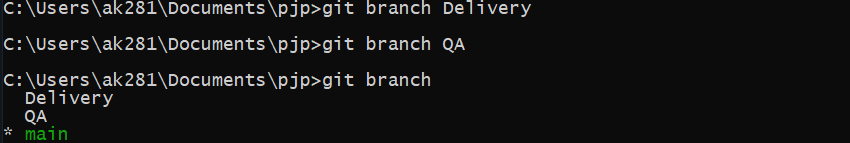 C:\Users\ak281\Documents\pjp>git branch Delivery
C:\Users\ak281\Documents\pjp>git branch QA
C:\Users\ak281\Documents\pjp>git branch
  Delivery
  QA
* main